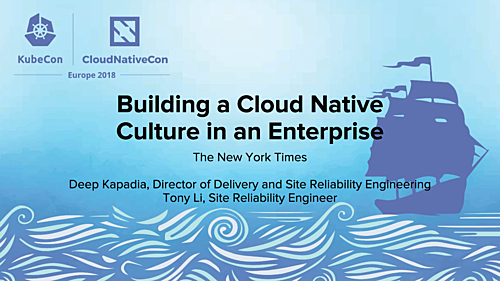 KubeCon
CloudNativeCon
Europe 2018
Building a Cloud Native
Culture in an Enterprise
The New York Times
Deep Kapadia, Director of Delivery and Site Reliability Engineering
Tony Li, Site Reliability Engineer